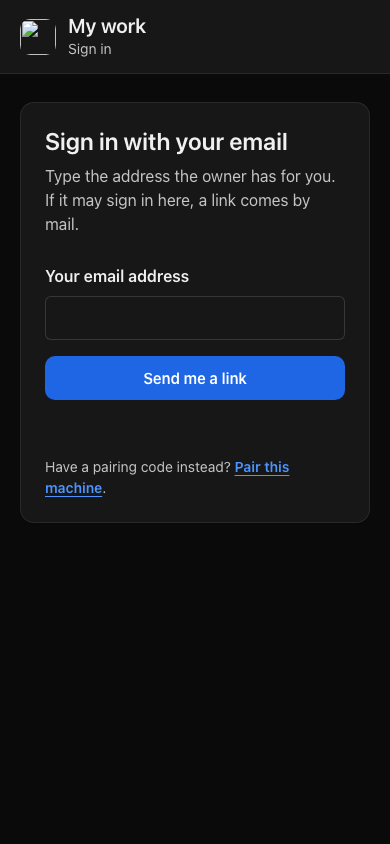 My work
Sign in
Sign in with your email
Type the address the owner has for you.
If it may sign in here, a link comes by
mail.
Your email address
Send me a link
Have a pairing code instead? Pair this
machine.